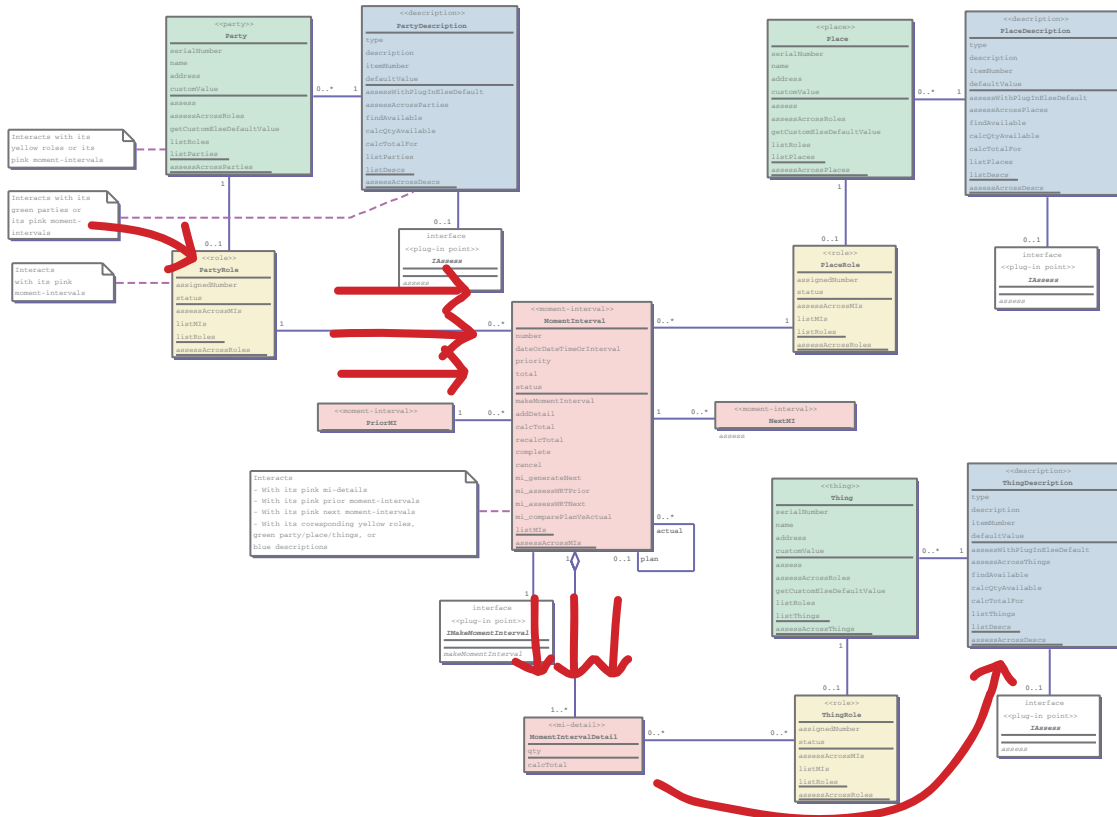 <<party>>
Party
serialNumber
name
address
customValue
assess
assessAcrossRoles
getCustomElseDefaultValue
listRoles
listParties
assessAcrossParties
<<description>>
PartyDescription
type
description
itemNumber
defaultValue
assessWithPlugInElseDefault
assessAcrossParties
findAvailable
calcQtyAvailable
calcTotalFor
listParties
listDescs
assessAcrossDescs
0..*
1
<<place>>
Place
serialNumber
name
address
customValue
assess
assessAcrossRoles
getCustomElseDefaultValue
listRoles
listPlaces
assessAcrossPlaces
<<description>>
PlaceDescription
type
description
itemNumber
defaultValue
assessWithPlugInElseDefault
assessAcrossPlaces
findAvailable
calcQtyAvailable
calcTotalFor
listPlaces
listDescs
assessAcrossDescs
0..*
1
Interacts with its
yellow roles or its
pink moment-intervals
Interacts with its
green parties or
its pink moment-
intervals
Interacts
with its pink
moment-intervals
1
0..1
<<role>>
PartyRole
assignedNumber
status
assessAcrossMIs
listMIs
listRoles
assessAcrossRoles
0..1
interface
<<plug-in point>>
IAssess
assess
1
0..1
<<role>>
PlaceRole
assignedNumber
status
assessAcrossMIs
listMIs
listRoles
assessAcrossRoles
0..1
interface
<<plug-in point>>
IAssess
assess
1
0..*
0..*
1
<<moment-interval>>
MomentInterval
number
dateOrDateTimeOrInterval
priority
total
status
makeMomentInterval
addDetail
calcTotal
recalcTotal
complete
cancel
mi_generateNext
mi_assessWRTPrior
mi_assessWRTNext
mi_comparePlanVsActual
listMIs
assessAcrossMIs
<<moment-interval>>
PriorMI
1
0..*
1
0..*
<<moment-interval>>
NextMI
assess
Interacts
- With its pink mi-details
- With its pink prior moment-intervals
- With its pink next moment-intervals
- With its coresponding yellow roles,
green party/place/things, or
blue descriptions
0..*
actual
0..1
plan
1
1
interface
<<plug-in point>>
IMakeMomentInterval
makeMomentInterval
1..*
<<mi-detail>>
MomentIntervalDetail
qty
calcTotal
0..*
0..*
<<thing>>
Thing
serialNumber
name
address
customValue
assess
assessAcrossRoles
getCustomElseDefaultValue
listRoles
listThings
assessAcrossThings
<<description>>
ThingDescription
type
description
itemNumber
defaultValue
assessWithPlugInElseDefault
assessAcrossThings
findAvailable
calcQtyAvailable
calcTotalFor
listThings
listDescs
assessAcrossDescs
0..*
1
1
0..1
<<role>>
ThingRole
assignedNumber
status
assessAcrossMIs
listMIs
listRoles
assessAcrossRoles
0..1
interface
<<plug-in point>>
IAssess
assess